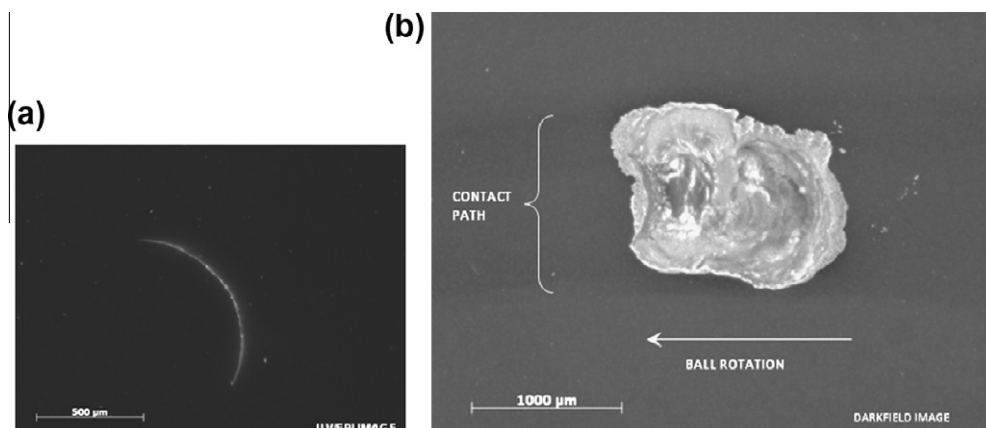 (a)
500 µm
(b)
CONTACT
PATH
BALL ROTATION
1000 µm
DARKFIELD IMAGE